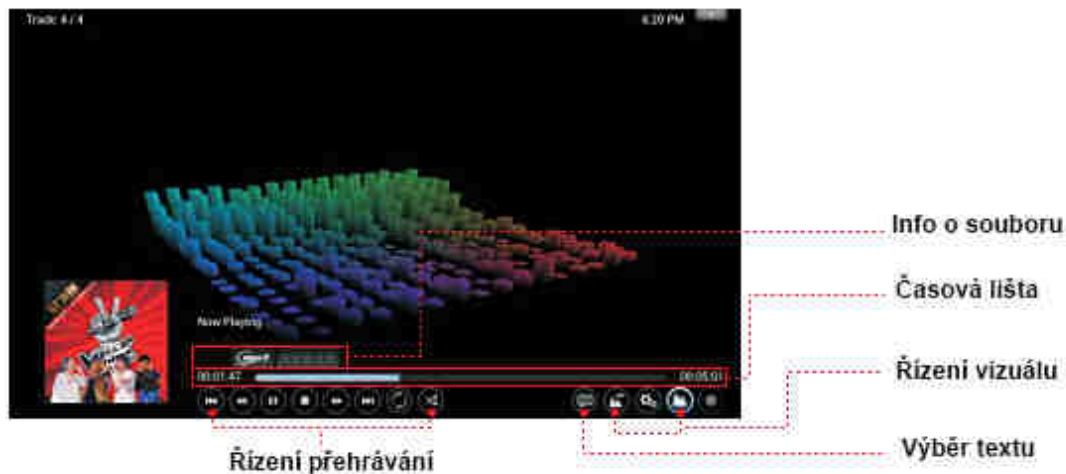 Track 4 / 4
6:20 PM
Info o souboru
Časová lišta
Now Playing
00:01:47
00:05:01
Řízení vizuálu
Řízení přehrávání
Výběr textu